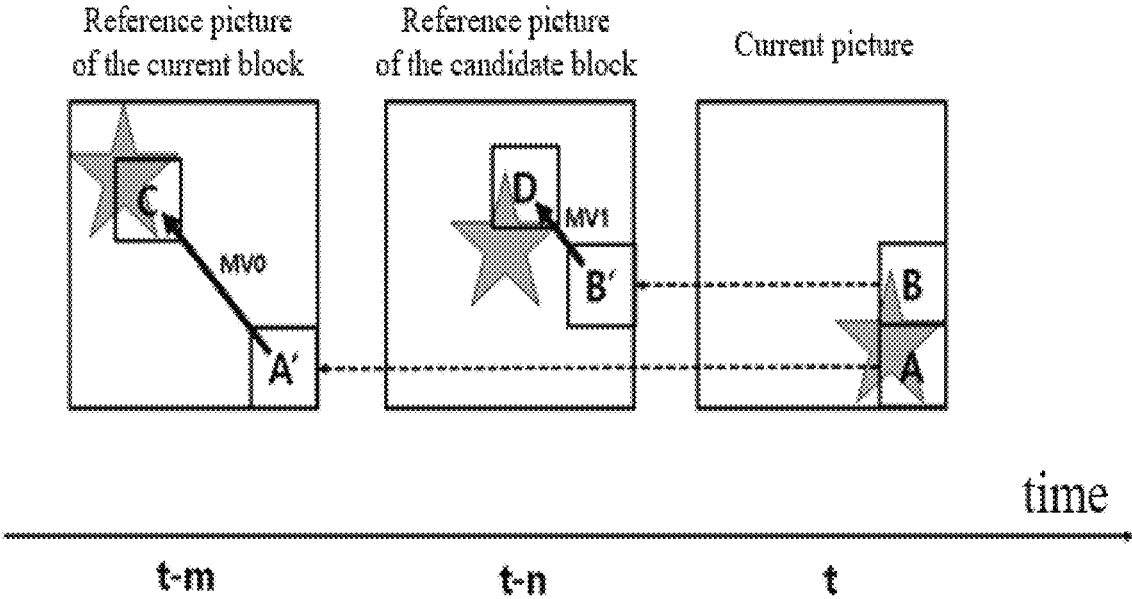 Reference picture
of the current block
Reference picture
of the candidate block
Current picture
C
MV0
A′
D
MV1
B′
B
A
time
t-m
t-n
t